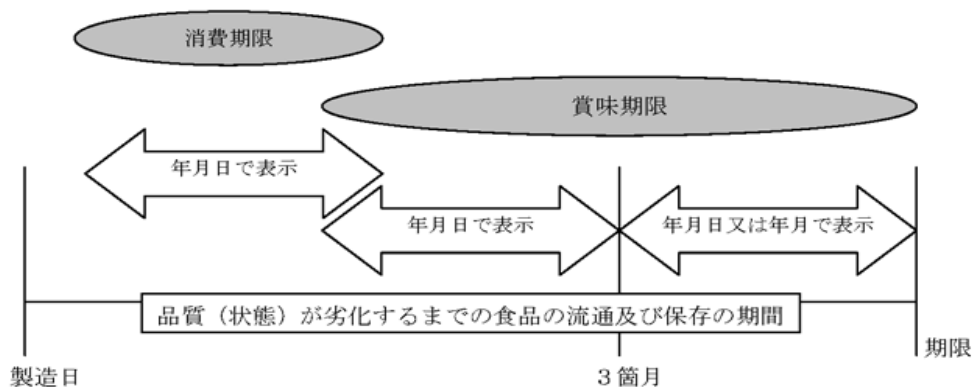 消費期限
賞味期限
年月日で表示
年月日で表示
年月日又は年月で表示
品質（状態）が劣化するまでの食品の流通及び保存の期間
製造日
３箇月
期限